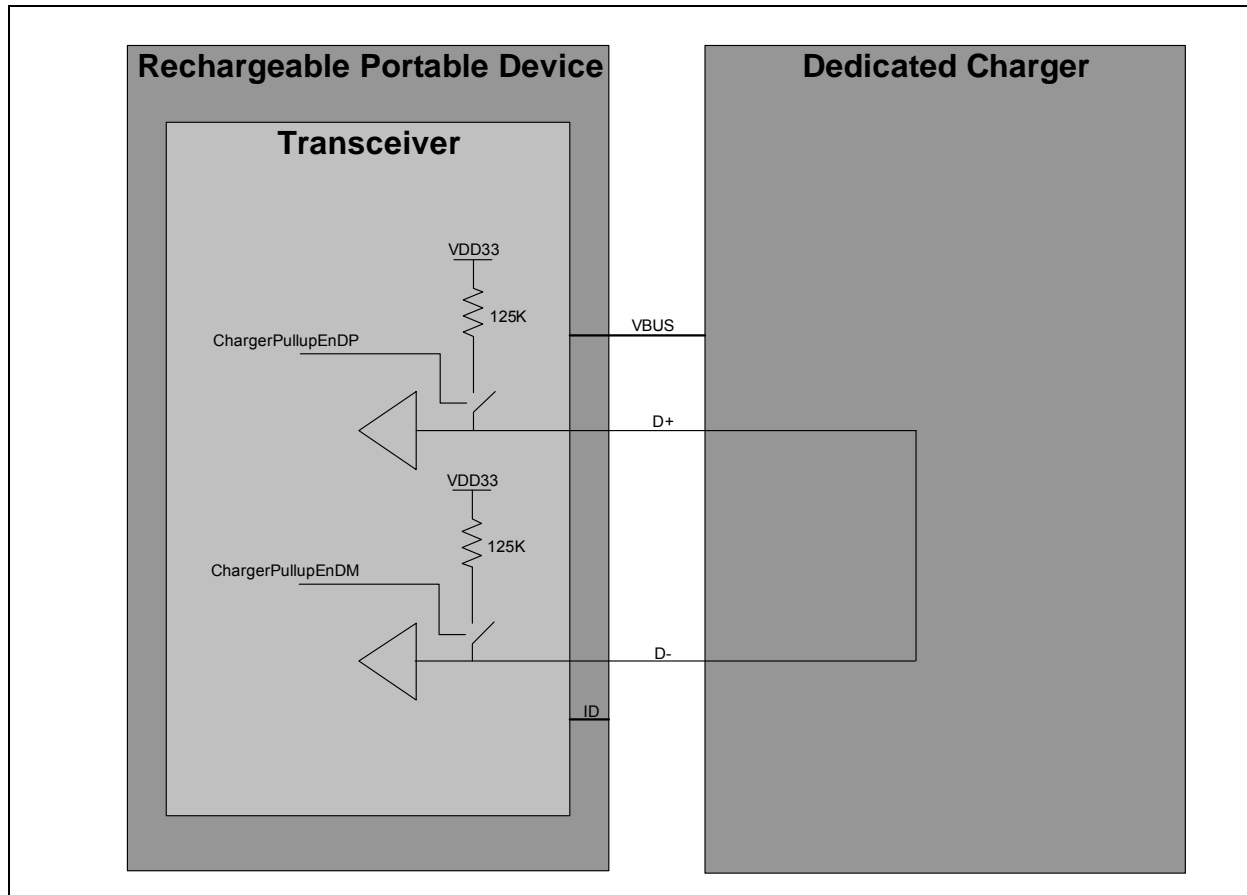 Rechargeable Portable Device
Dedicated Charger
Transceiver
VDD33
125K
VBUS
ChargerPullupEnDP
D+
VDD33
125K
ChargerPullupEnDM
D-
ID